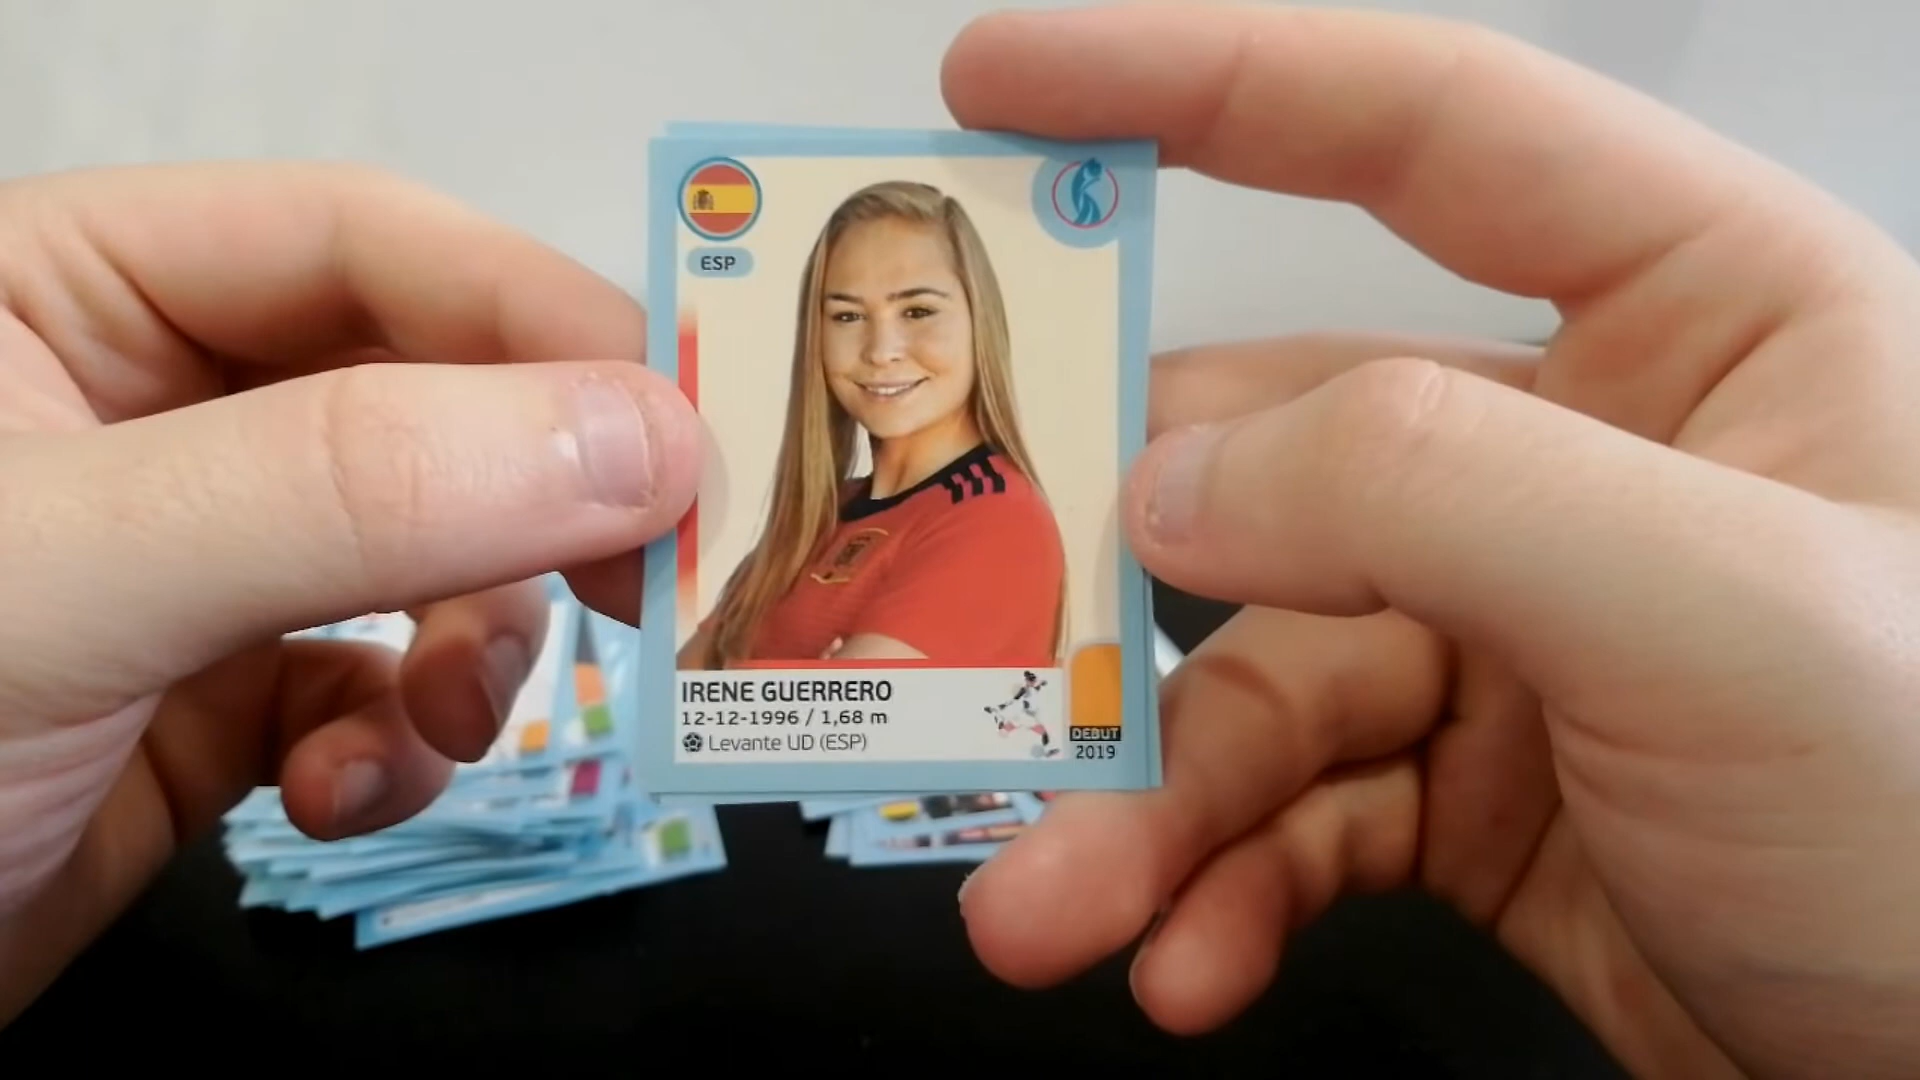 ESP
IRENE GUERRERO
12-12-1996 / 1,68 m
Levante UD (ESP)
DEBUT
2019